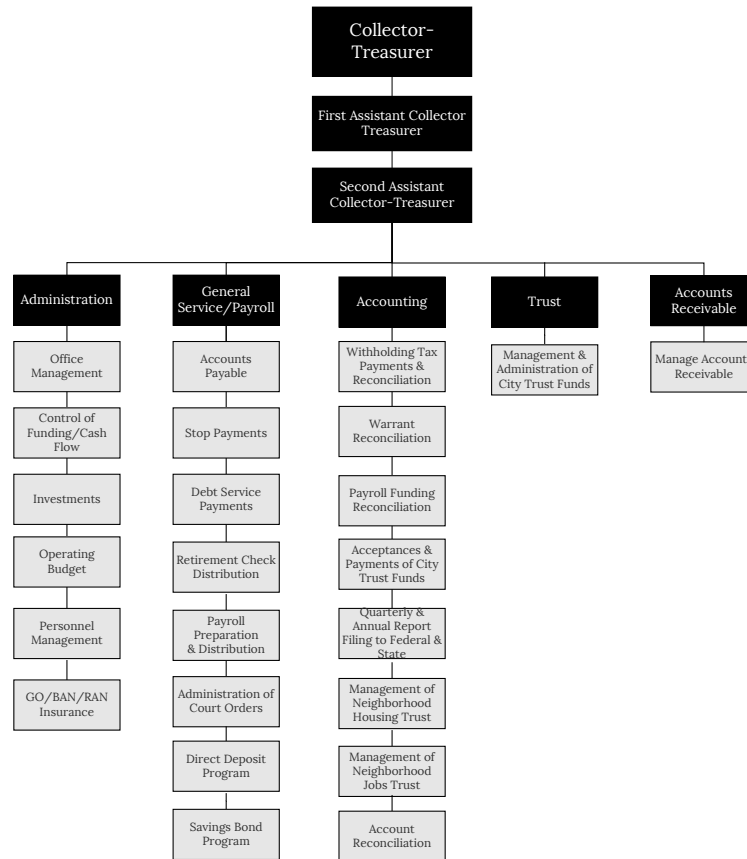 Collector-
Treasurer
First Assistant Collector
Treasurer
Second Assistant
Collector-Treasurer
Administration
General
Service/Payroll
Accounting
Trust
Accounts
Receivable
Office
Management
Control of
Funding/Cash
Flow
Investments
Operating
Budget
Personnel
Management
GO/BAN/RAN
Insurance
Accounts
Payable
Stop Payments
Debt Service
Payments
Retirement Check
Distribution
Payroll
Preparation
& Distribution
Administration of
Court Orders
Direct Deposit
Program
Savings Bond
Program
Withholding Tax
Payments &
Reconciliation
Warrant
Reconciliation
Payroll Funding
Reconciliation
Acceptances &
Payments of City
Trust Funds
Quarterly &
Annual Report
Filing to Federal &
State
Management of
Neighborhood
Housing Trust
Management of
Neighborhood
Jobs Trust
Account
Reconciliation
Management &
Administration of
City Trust Funds
Manage Account
Receivable